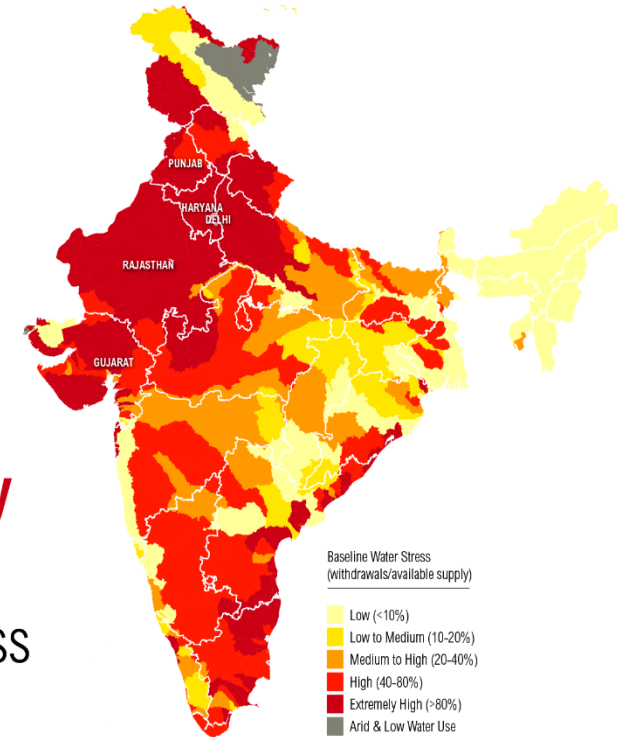 PUNJAB
HARYANA
DELHI
RAJASTHAN
GUJARAT
SS
Baseline Water Stress
(withdrawals/available supply)
Low (<10%)
Low to Medium (10-20%)
Medium to High (20-40%)
High (40-80%)
Extremely High (>80%)
Arid & Low Water Use